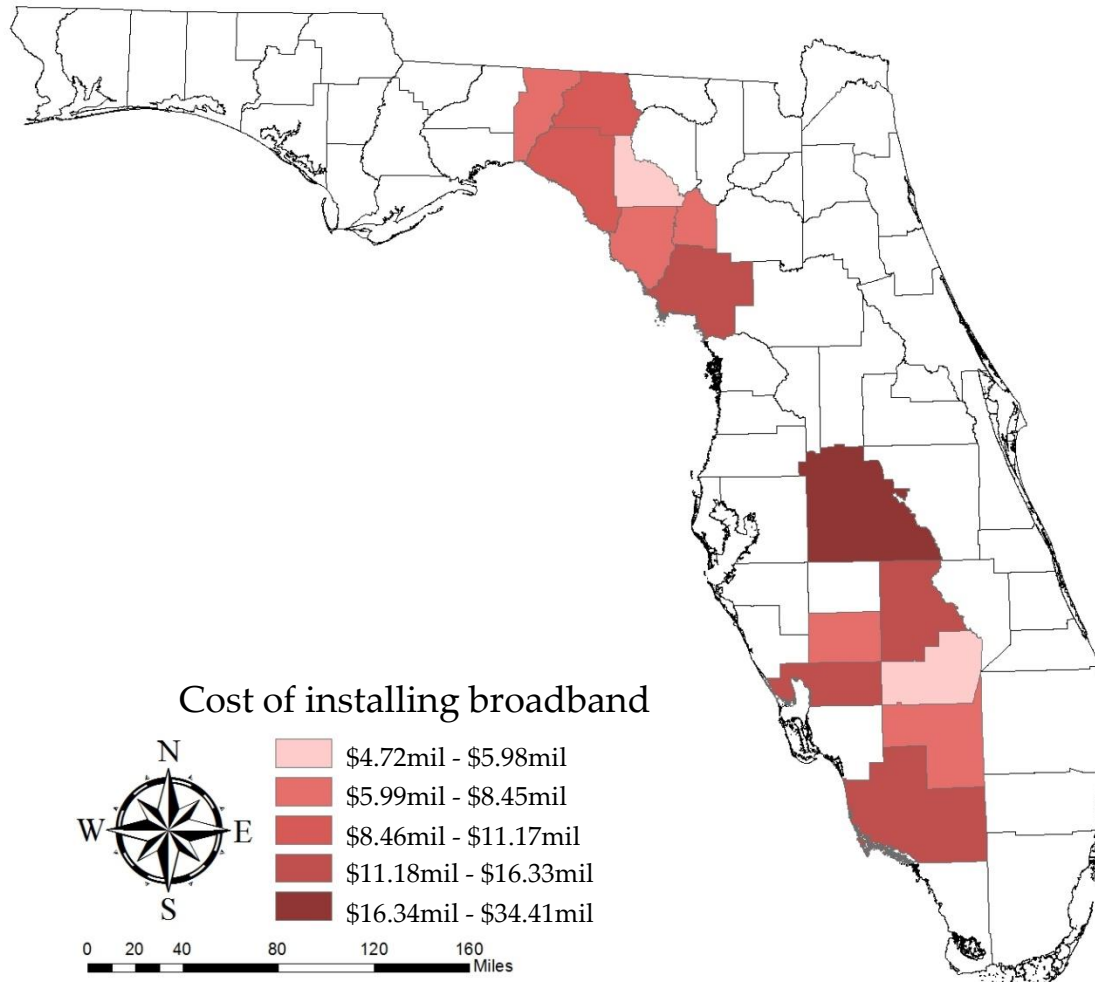 Cost of installing broadband
N
W E
S
$4.72mil - $5.98mil
$5.99mil - $8.45mil
$8.46mil - $11.17mil
$11.18mil - $16.33mil
$16.34mil - $34.41mil
0 20 40 80 120 160
Miles